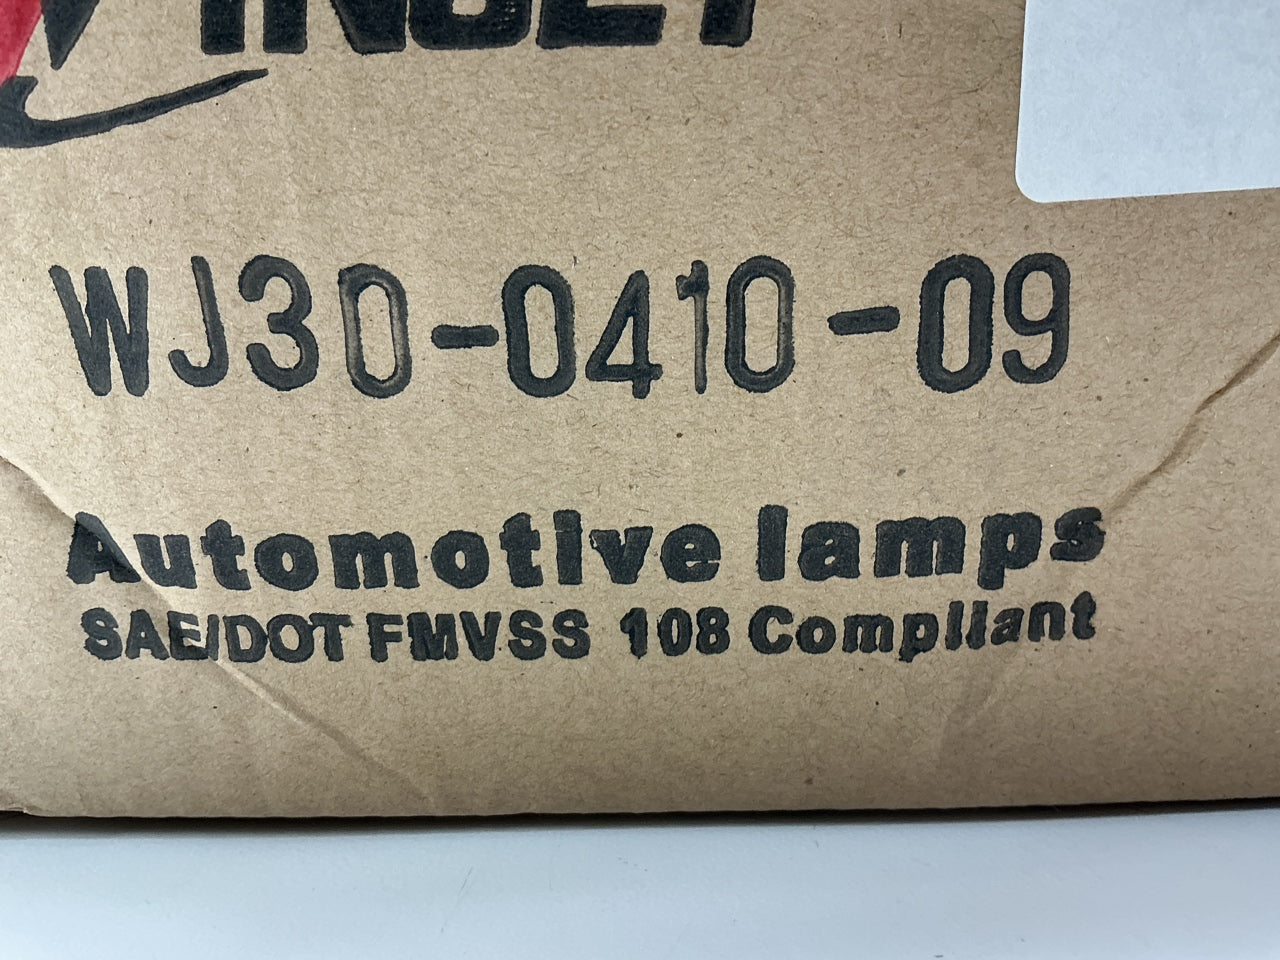 WJ30-0410-09
Automotive lamps
SAE/DOT FMVSS 108 Compliant